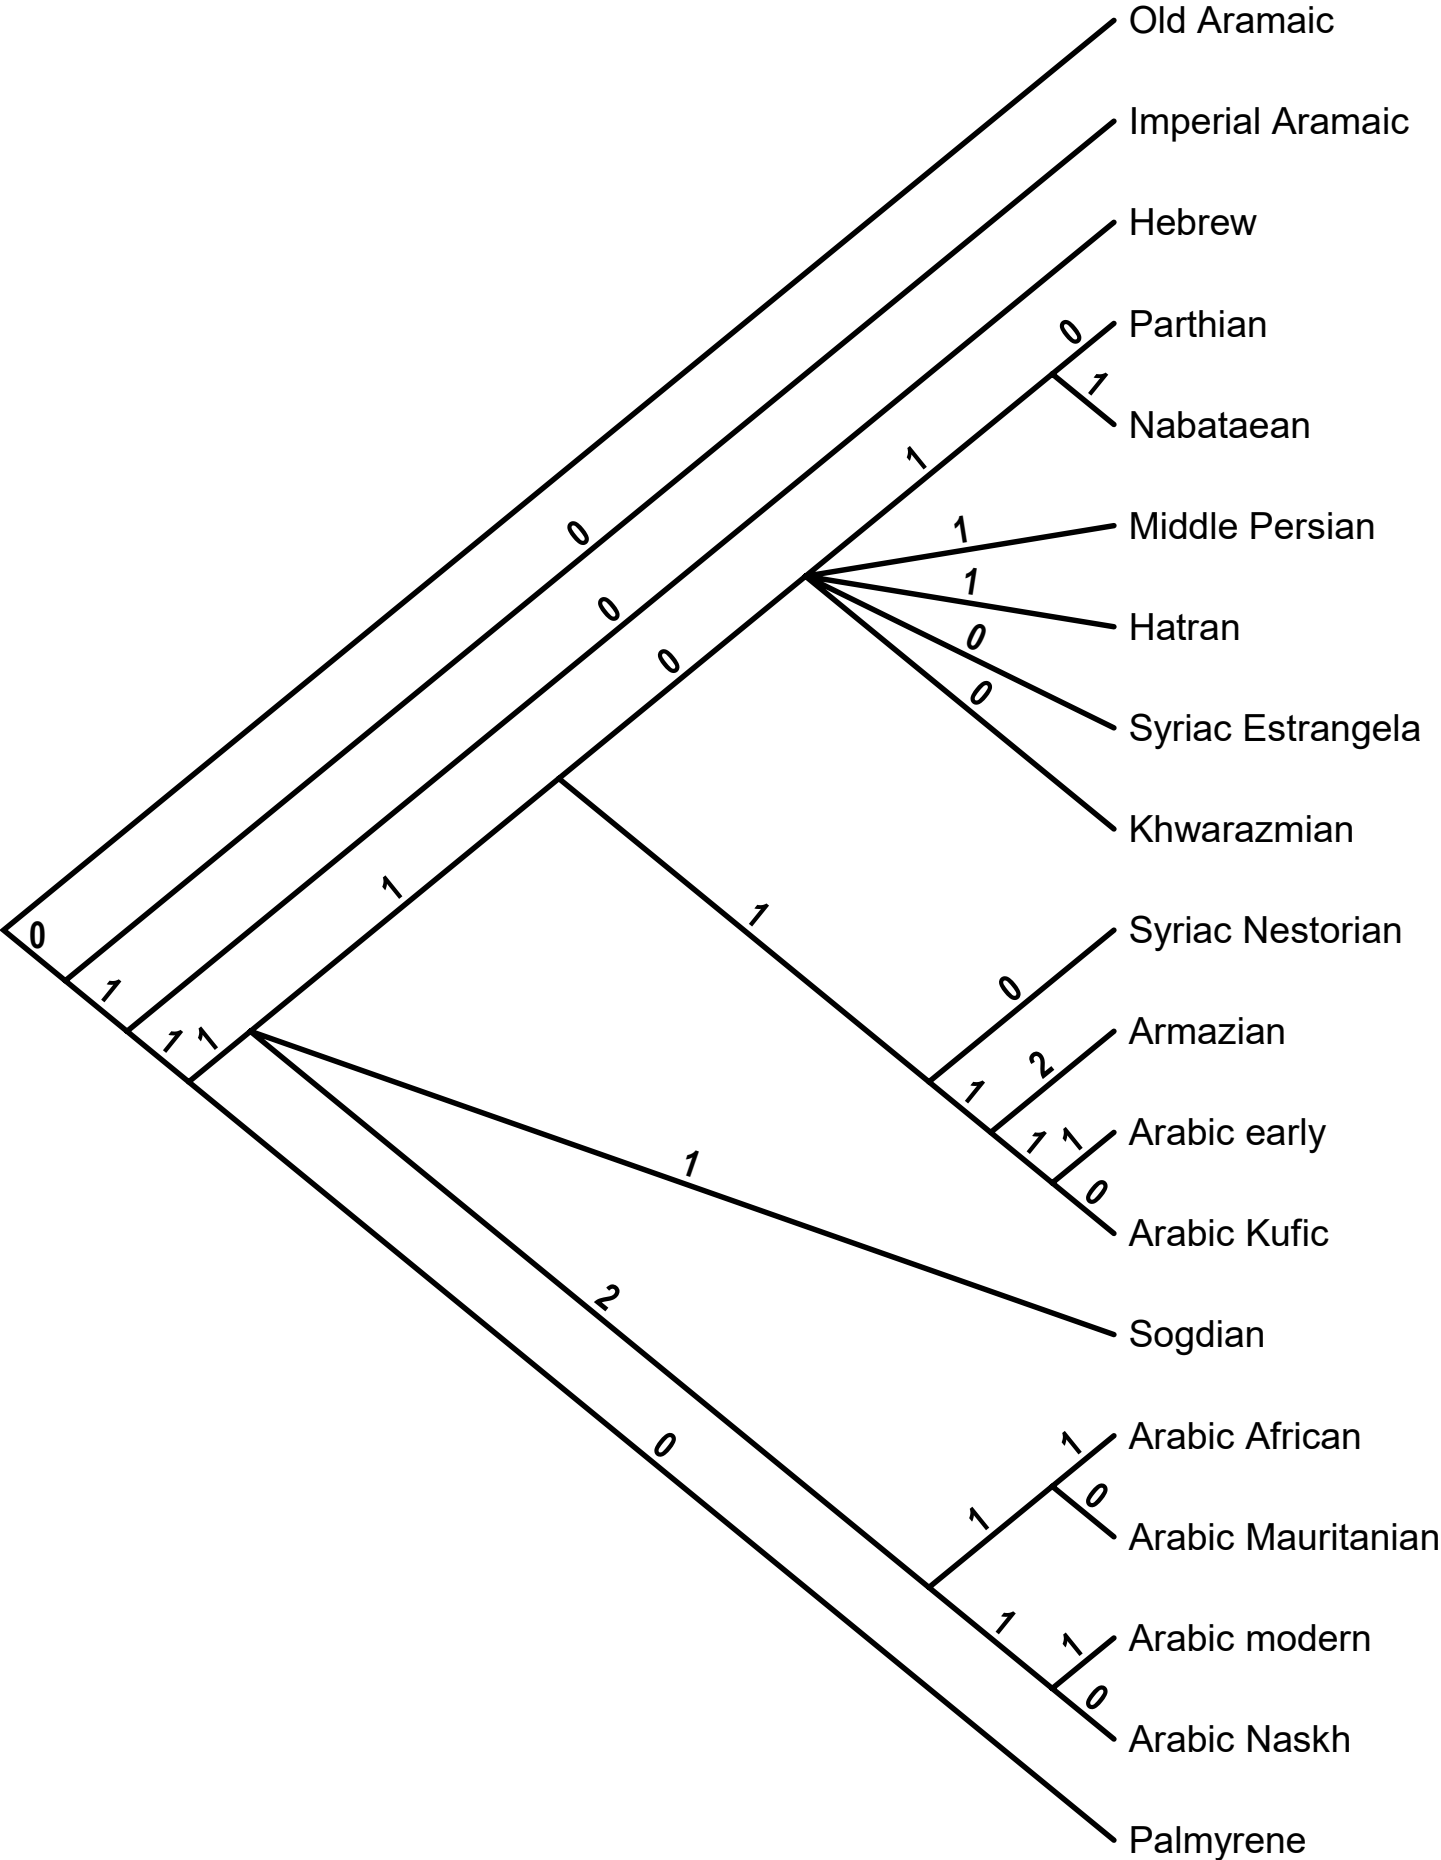 Old Aramaic
Imperial Aramaic
Hebrew
0
Parthian
1
Nabataean
1
1
Middle Persian
0
1
Hatran
0
0
0
Syriac Estrangela
0
Khwarazmian
1
1
0
Syriac Nestorian
0
1
1
1
Armazian
2
1
1
1
Arabic early
1
0
Arabic Kufic
2
Sogdian
1
Arabic African
0
0
Arabic Mauritanian
1
1
1
Arabic modern
0
Arabic Naskh
Palmyrene